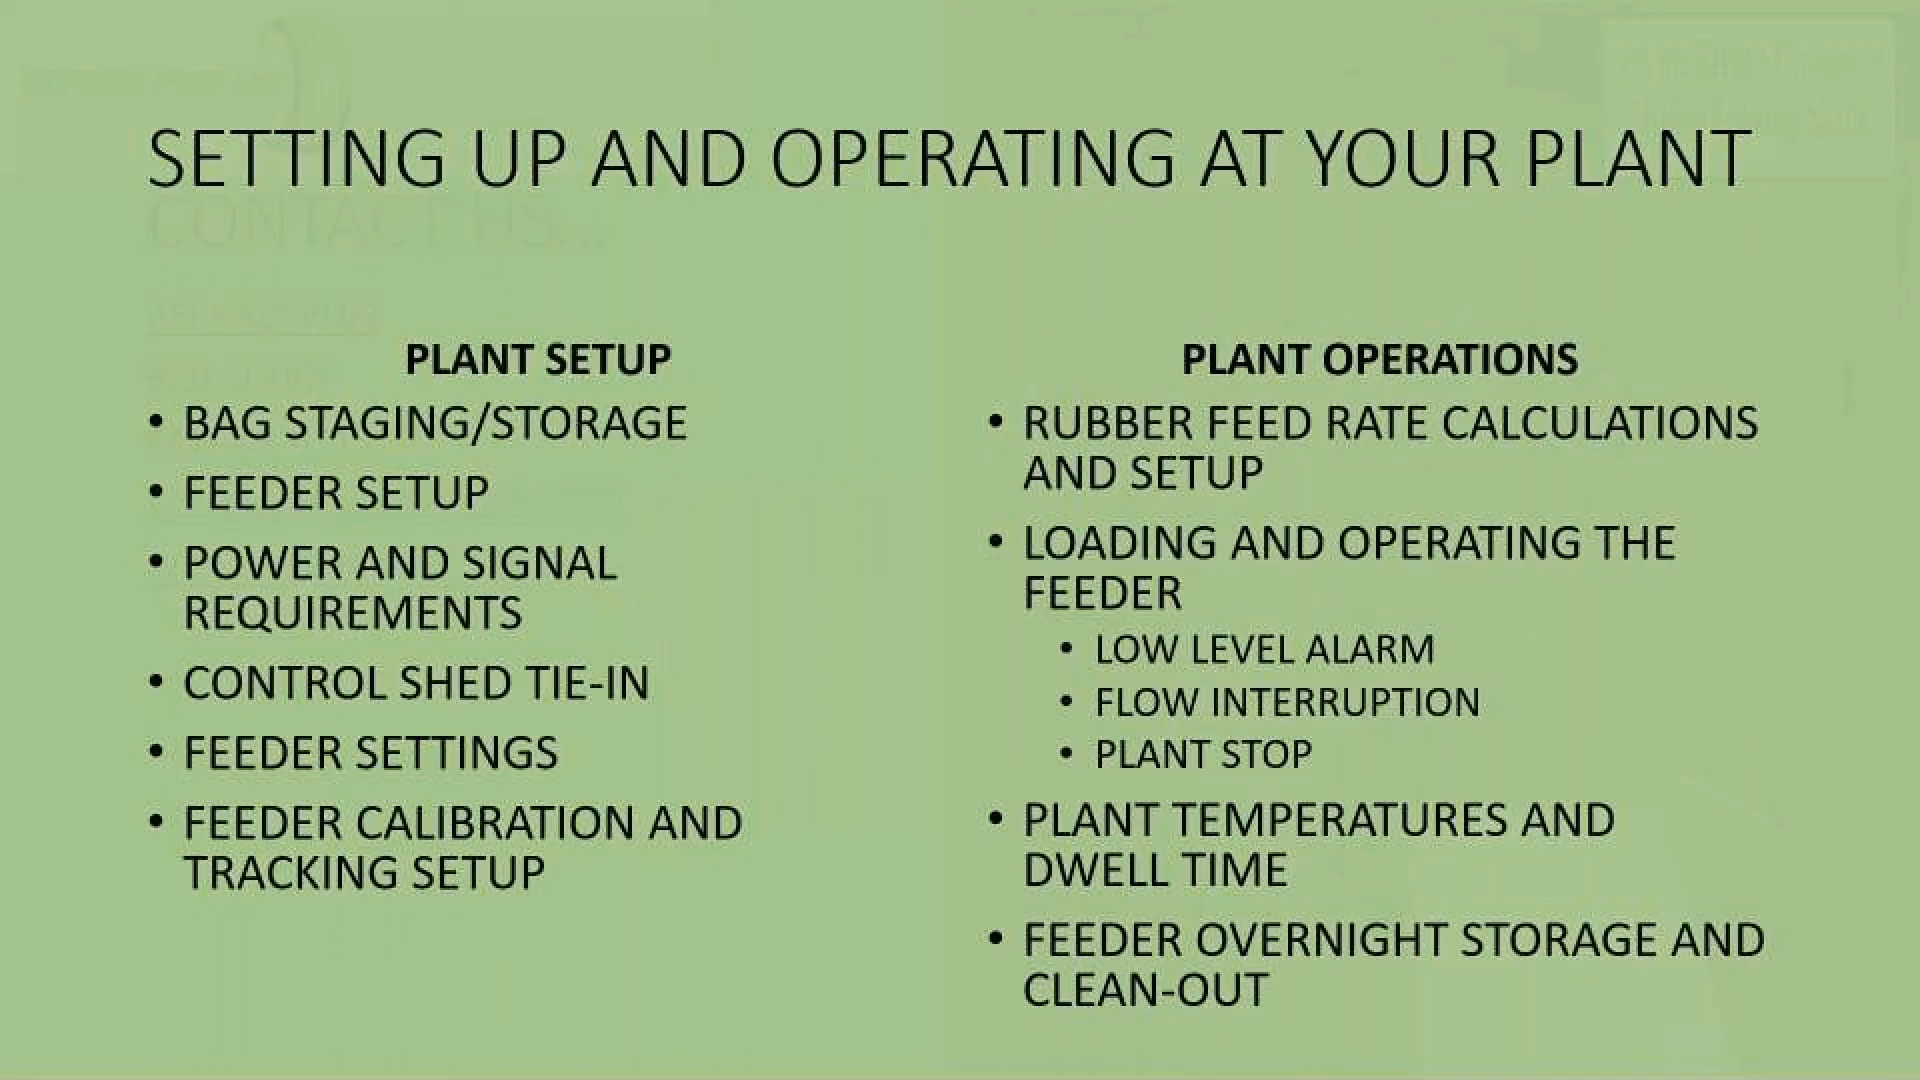 SETTING UP AND OPERATING AT YOUR PLANT
CONTACT US...
PLANT SETUP
• BAG STAGING/STORAGE
• FEEDER SETUP
• POWER AND SIGNAL
REQUIREMENTS
• CONTROL SHED TIE-IN
• FEEDER SETTINGS
• FEEDER CALIBRATION AND
TRACKING SETUP
PLANT OPERATIONS
• RUBBER FEED RATE CALCULATIONS
AND SETUP
• LOADING AND OPERATING THE
FEEDER
• LOW LEVEL ALARM
• FLOW INTERRUPTION
• PLANT STOP
• PLANT TEMPERATURES AND
DWELL TIME
• FEEDER OVERNIGHT STORAGE AND
CLEAN-OUT